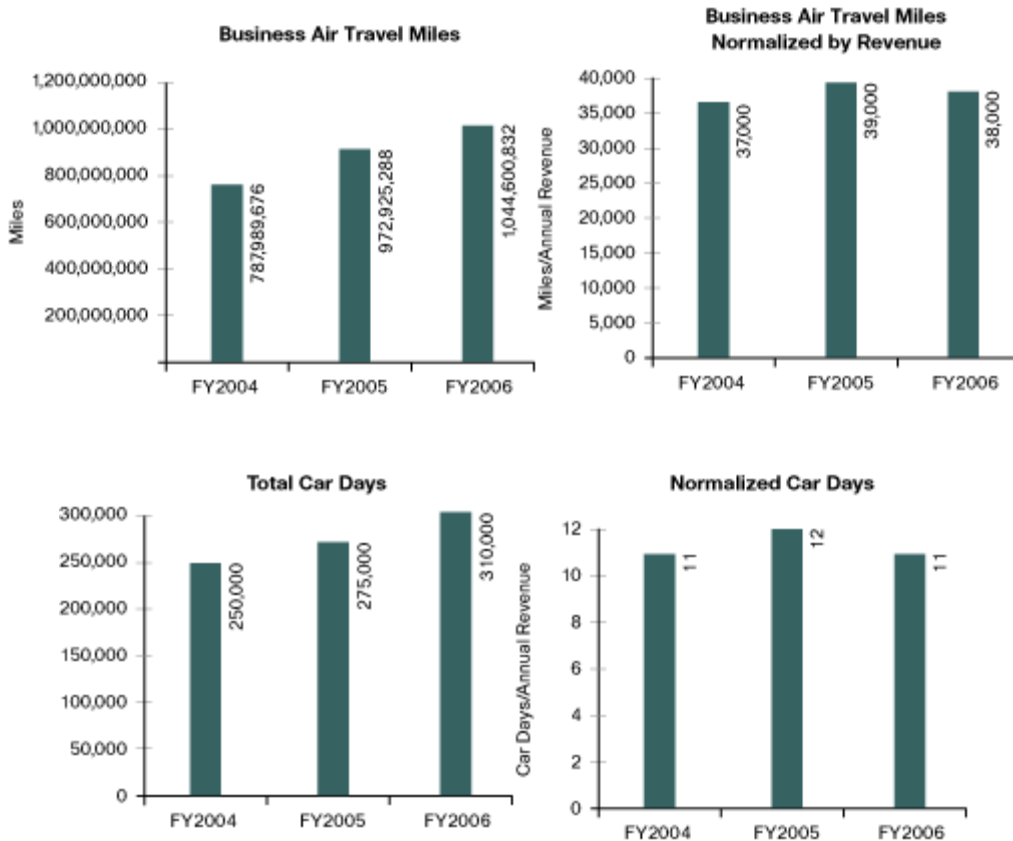 Business Air Travel Miles
Miles
1,200,000,000
1,000,000,000
800,000,000
600,000,000
400,000,000
200,000,000
787,989,676
972,925,288
1,044,600,832
FY2004
FY2005
FY2006
Business Air Travel Miles
Normalized by Revenue
Miles/Annual Revenue
40,000
35,000
30,000
25,000
20,000
15,000
10,000
5,000
0
37,000
39,000
38,000
FY2004
FY2005
FY2006
Total Car Days
300,000
250,000
200,000
150,000
100,000
50,000
0
250,000
275,000
310,000
FY2004
FY2005
FY2006
Normalized Car Days
Car Days/Annual Revenue
12
10
8
6
4
2
0
11
12
11
FY2004
FY2005
FY2006